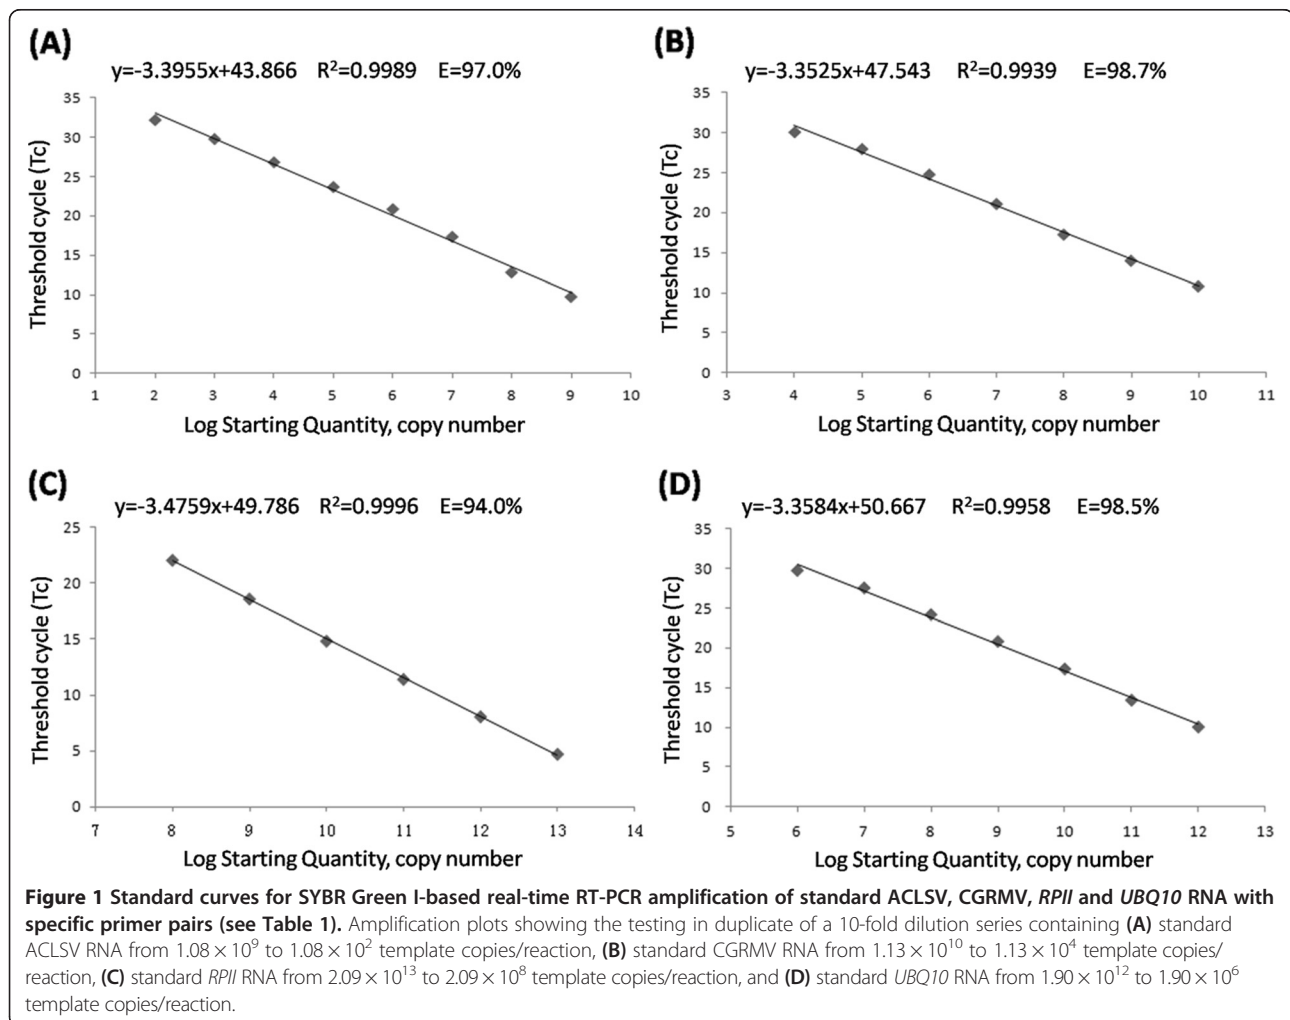 (A)
y=-3.3955x+43.866 R²=0.9989 E=97.0%
35
30
25
20
15
10
5
0
Threshold cycle (Tc)
1 2 3 4 5 6 7 8 9 10
Log Starting Quantity, copy number
(B)
y=-3.3525x+47.543 R²=0.9939 E=98.7%
35
30
25
20
15
10
5
0
Threshold cycle (Tc)
3 4 5 6 7 8 9 10 11
Log Starting Quantity, copy number
(C)
y=-3.4759x+49.786 R²=0.9996 E=94.0%
25
20
15
10
5
0
Threshold cycle (Tc)
7 8 9 10 11 12 13 14
Log Starting Quantity, copy number
(D)
y=-3.3584x+50.667 R²=0.9958 E=98.5%
35
30
25
20
15
10
5
0
Threshold cycle (Tc)
5 6 7 8 9 10 11 12 13
Log Starting Quantity, copy number
Figure 1 Standard curves for SYBR Green I-based real-time RT-PCR amplification of standard ACLSV, CGRMV, RPII and UBQ10 RNA with
specific primer pairs (see Table 1). Amplification plots showing the testing in duplicate of a 10-fold dilution series containing (A) standard
ACLSV RNA from 1.08 × 10⁹ to 1.08 × 10² template copies/reaction, (B) standard CGRMV RNA from 1.13 × 10¹⁰ to 1.13 × 10⁴ template copies/
reaction, (C) standard RPII RNA from 2.09 × 10¹³ to 2.09 × 10⁸ template copies/reaction, and (D) standard UBQ10 RNA from 1.90 × 10¹² to 1.90 × 10⁶
template copies/reaction.